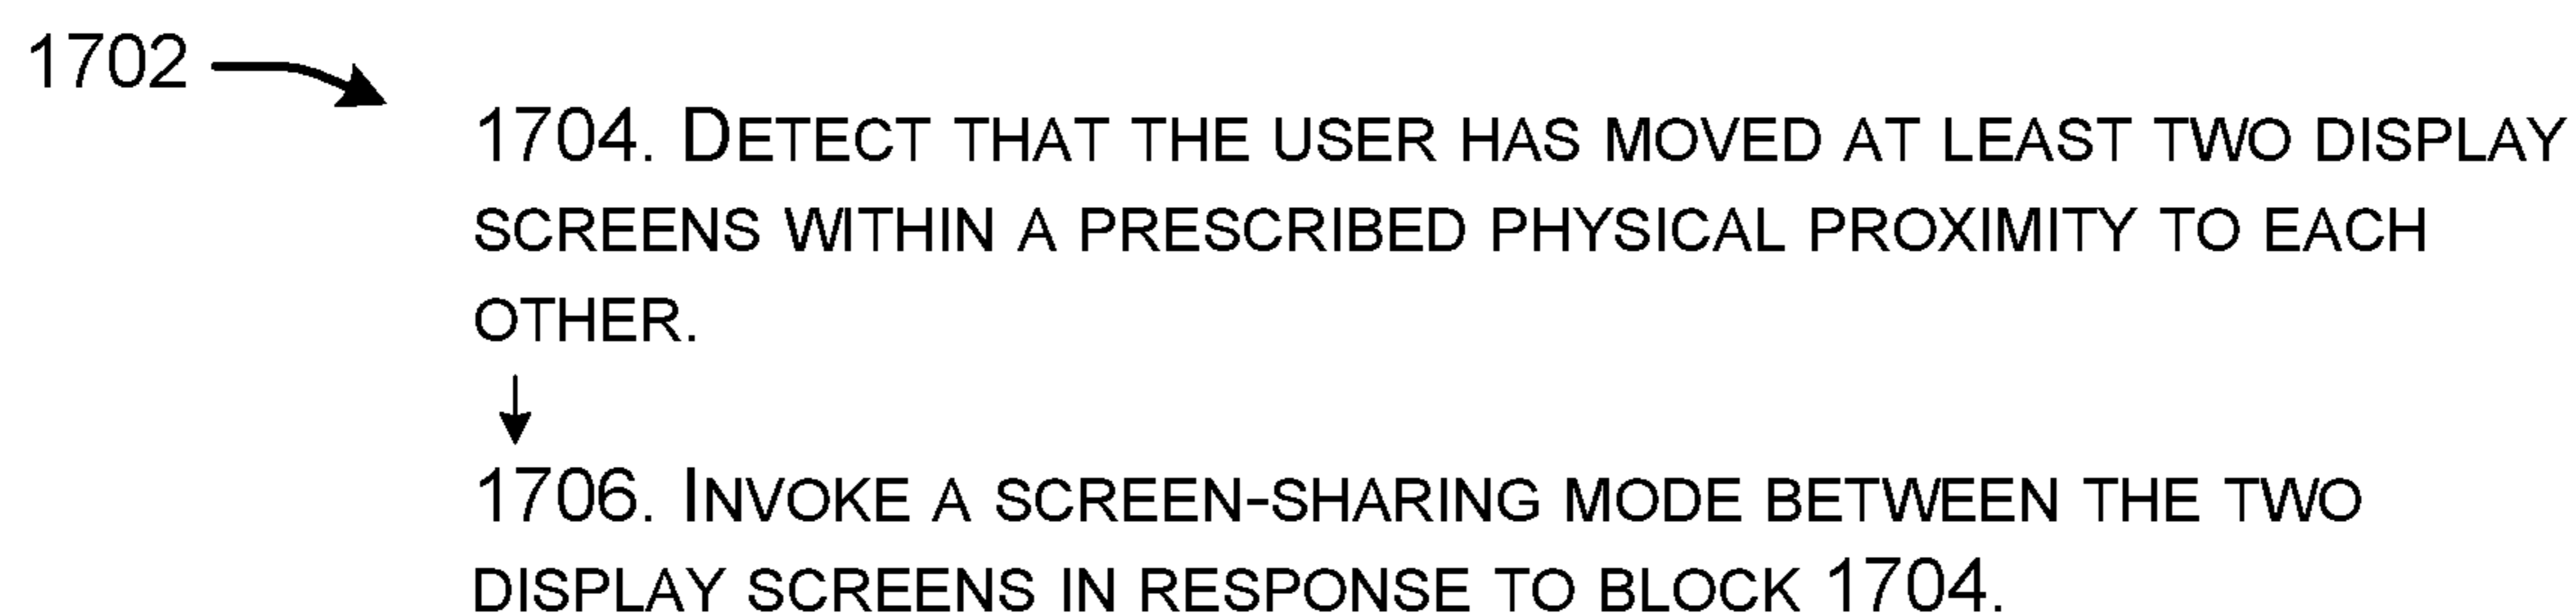 1702
1704. DETECT THAT THE USER HAS MOVED AT LEAST TWO DISPLAY
SCREENS WITHIN A PRESCRIBED PHYSICAL PROXIMITY TO EACH
OTHER.
1706. INVOKE A SCREEN-SHARING MODE BETWEEN THE TWO
DISPLAY SCREENS IN RESPONSE TO BLOCK 1704.